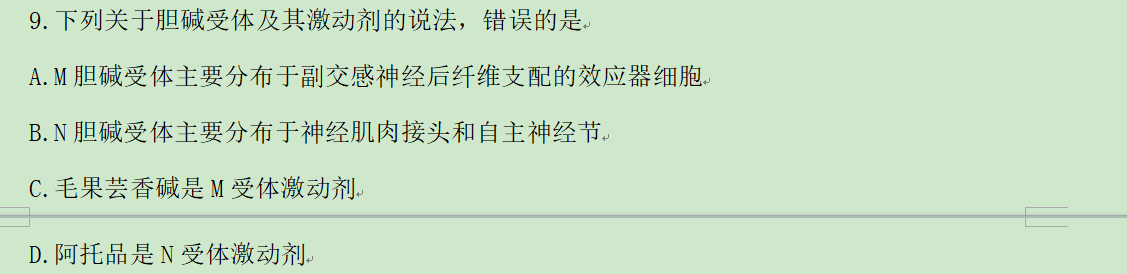 9.下列关于胆碱受体及其激动剂的说法，错误的是
A.M 胆碱受体主要分布于副交感神经后纤维支配的效应器细胞
B.N 胆碱受体主要分布于神经肌肉接头和自主神经节
C.毛果芸香碱是 M 受体激动剂
D.阿托品是 N 受体激动剂